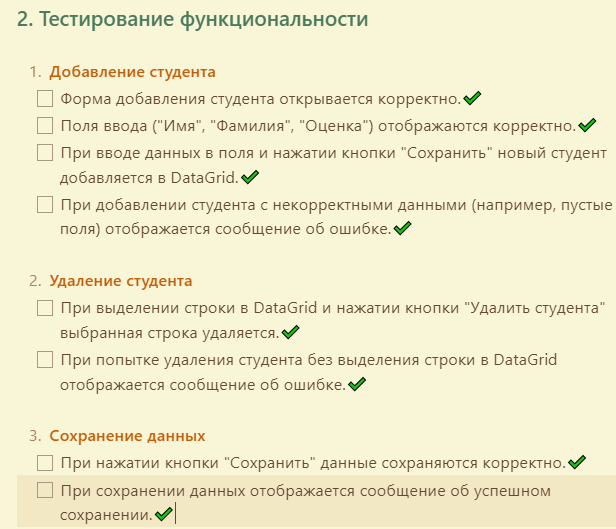 2. Тестирование функциональности
1. Добавление студента
Форма добавления студента открывается корректно.✔
Поля ввода ("Имя", "Фамилия", "Оценка") отображаются корректно.✔
При вводе данных в поля и нажатии кнопки "Сохранить" новый студент
добавляется в DataGrid.✔
При добавлении студента с некорректными данными (например, пустые
поля) отображается сообщение об ошибке.✔
2. Удаление студента
При выделении строки в DataGrid и нажатии кнопки "Удалить студента"
выбранная строка удаляется.✔
При попытке удаления студента без выделения строки в DataGrid
отображается сообщение об ошибке.✔
3. Сохранение данных
При нажатии кнопки "Сохранить" данные сохраняются корректно.✔
При сохранении данных отображается сообщение об успешном
сохранении.✔